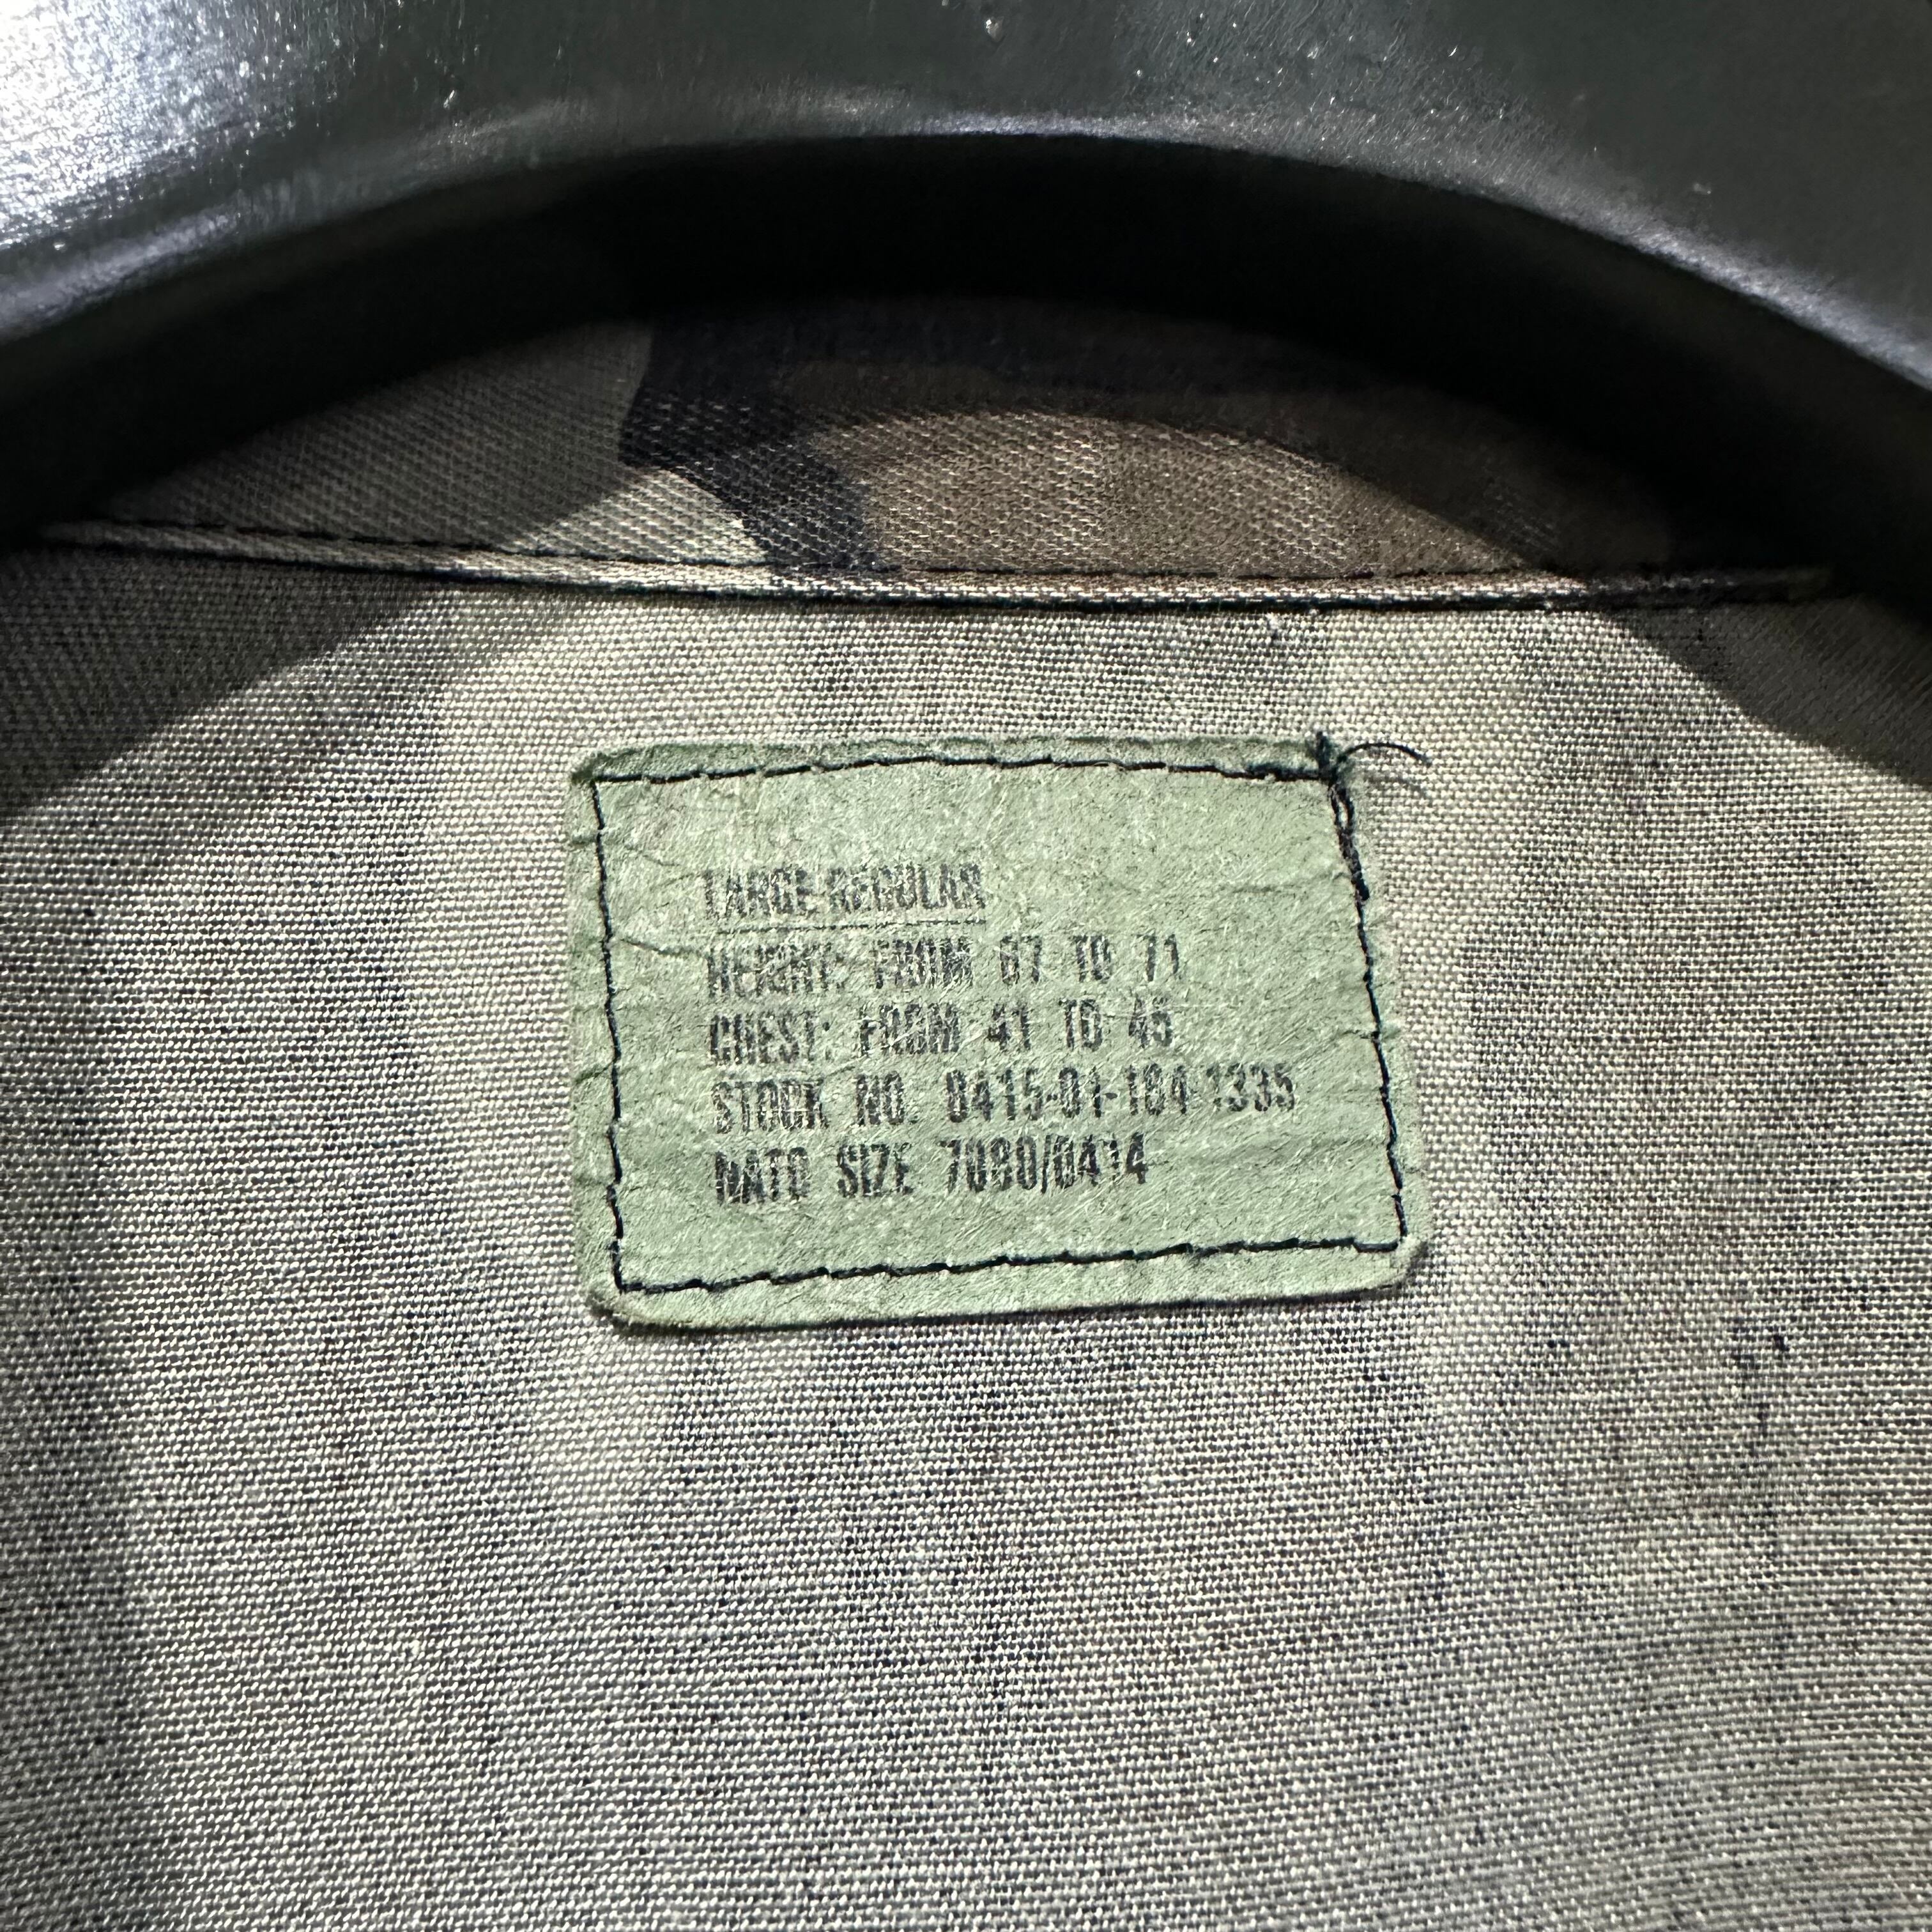 LARGE-REGULAR
HEIGHT: FROM 67 TO 71
CHEST: FROM 41 TO 45
STOCK NO. 8415-01-184-1335
NATO SIZE 7080/0414